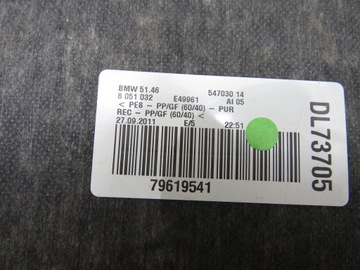 BMW 51.46 547030 14
8 051 032 E49961 AI 05
< PE8 - PP/GF (60/40) - PUR
REC - PP/GF (60/40) <
27.09.2011 E/5 22:51
79619541
DL73705